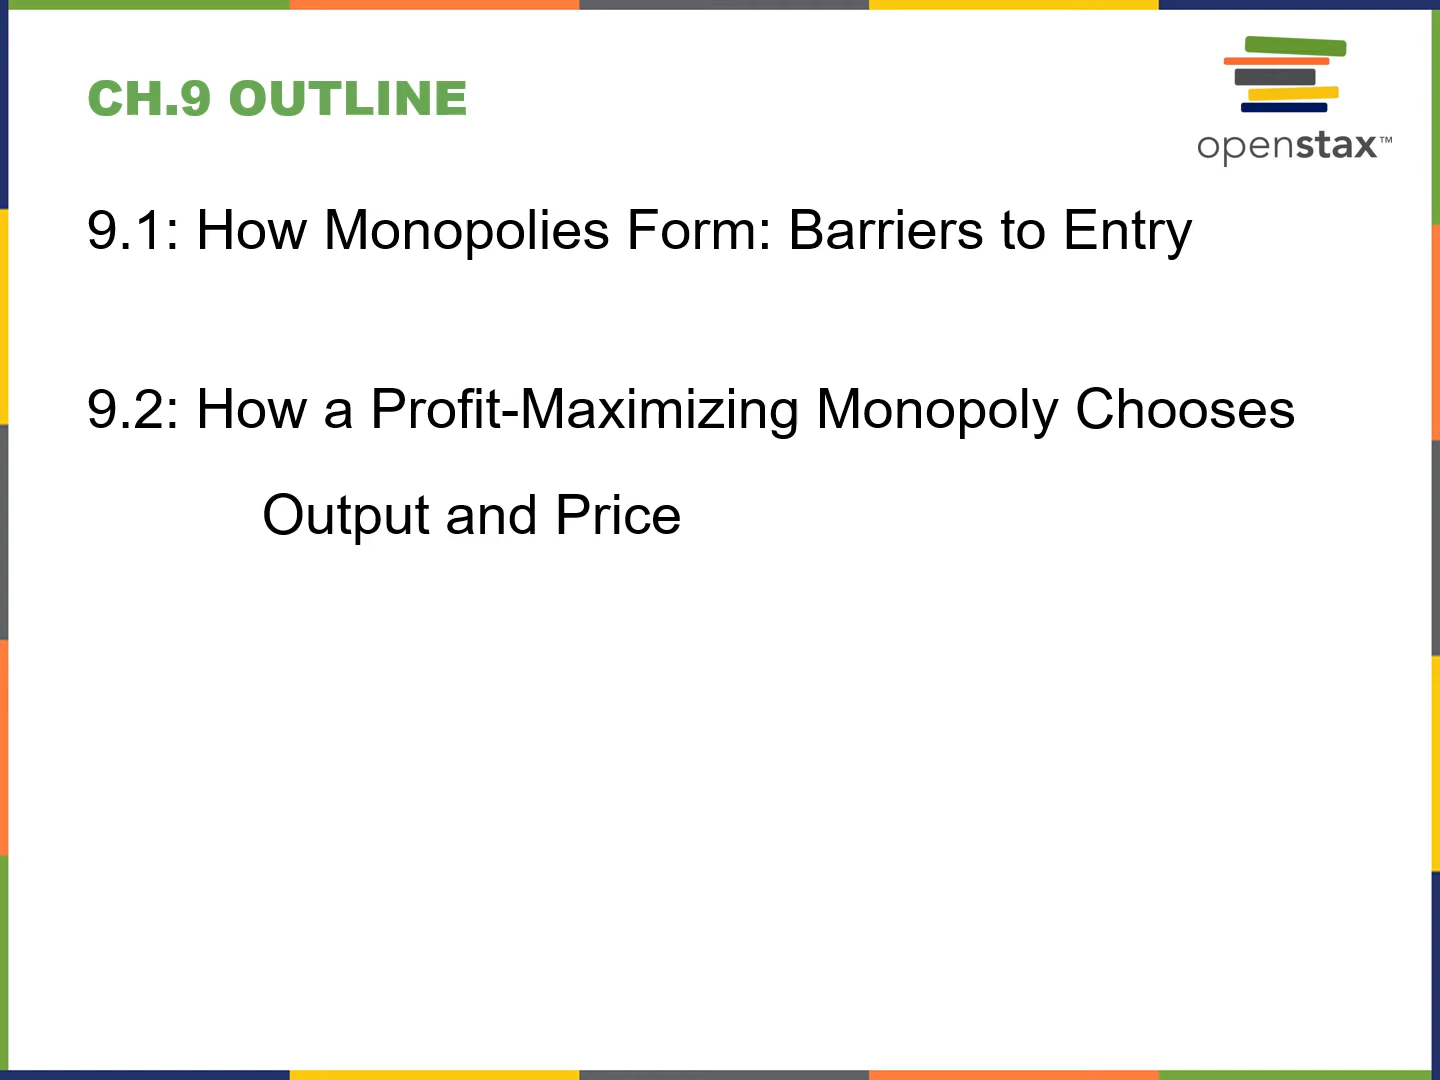 CH.9 OUTLINE
openstax™
9.1: How Monopolies Form: Barriers to Entry
9.2: How a Profit-Maximizing Monopoly Chooses
Output and Price